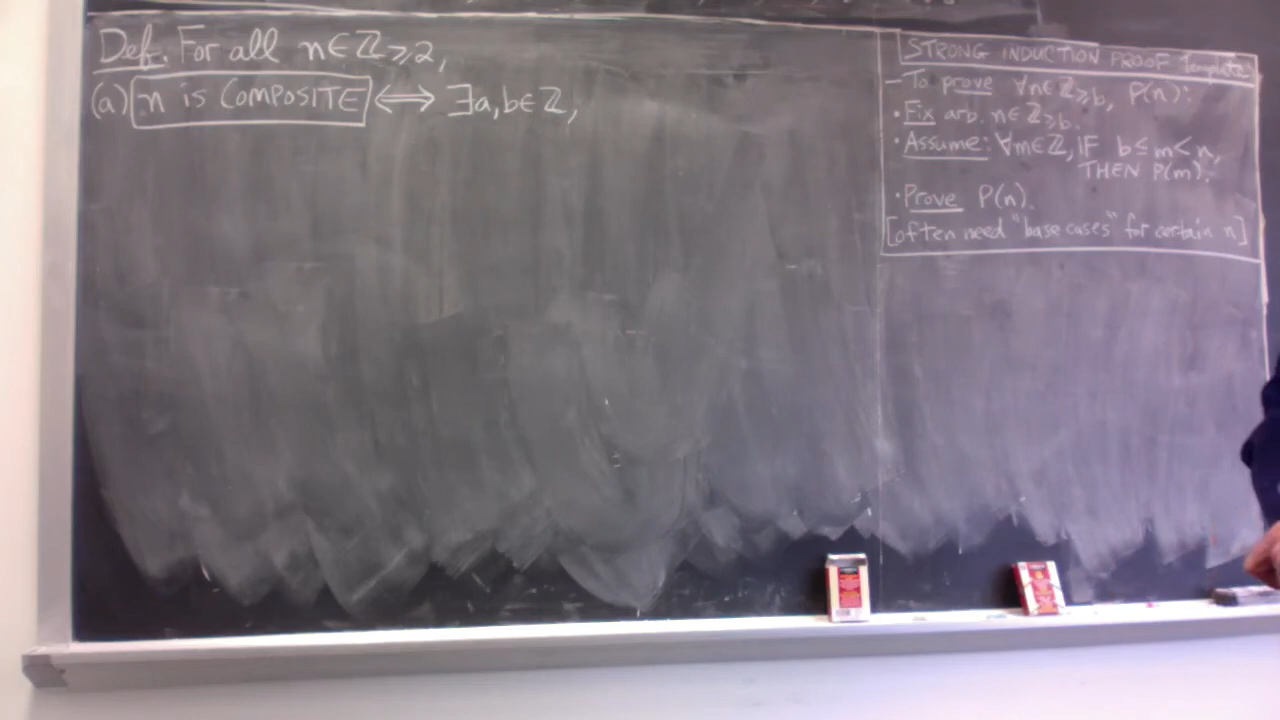 Def. For all n∈ℤ≥2,
(a) n is COMPOSITE ⟺ ∃a,b∈ℤ,
STRONG INDUCTION PROOF Template
- To prove ∀n∈ℤ≥b, P(n):
· Fix arb. n∈ℤ≥b.
· Assume: ∀m∈ℤ, IF b≤m<n,
THEN P(m).
· Prove P(n).
[often need "base cases" for certain n]